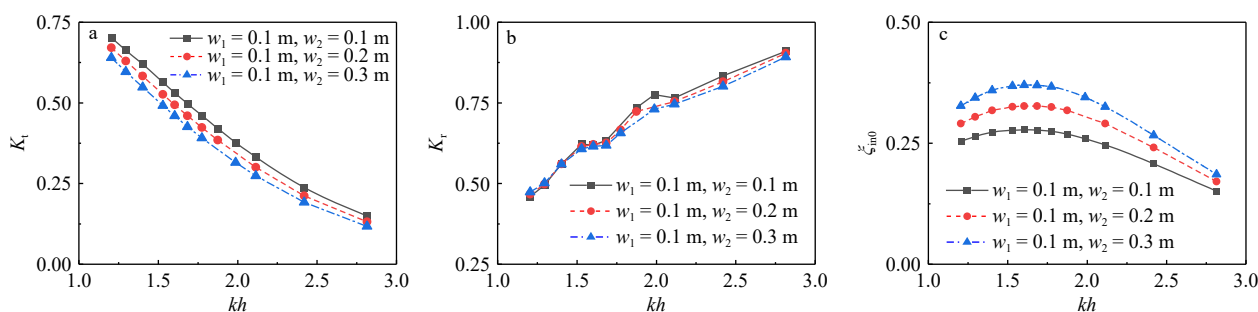 a
w₁ = 0.1 m, w₂ = 0.1 m
w₁ = 0.1 m, w₂ = 0.2 m
w₁ = 0.1 m, w₂ = 0.3 m
0.75
0.50
0.25
0.00
Kₜ
1.0 1.5 2.0 2.5 3.0
kh
b
1.00
0.75
0.50
0.25
Kᵣ
w₁ = 0.1 m, w₂ = 0.1 m
w₁ = 0.1 m, w₂ = 0.2 m
w₁ = 0.1 m, w₂ = 0.3 m
1.0 1.5 2.0 2.5 3.0
kh
c
0.50
0.25
0.00
ξᵢₙ₀
w₁ = 0.1 m, w₂ = 0.1 m
w₁ = 0.1 m, w₂ = 0.2 m
w₁ = 0.1 m, w₂ = 0.3 m
1.0 1.5 2.0 2.5 3.0
kh